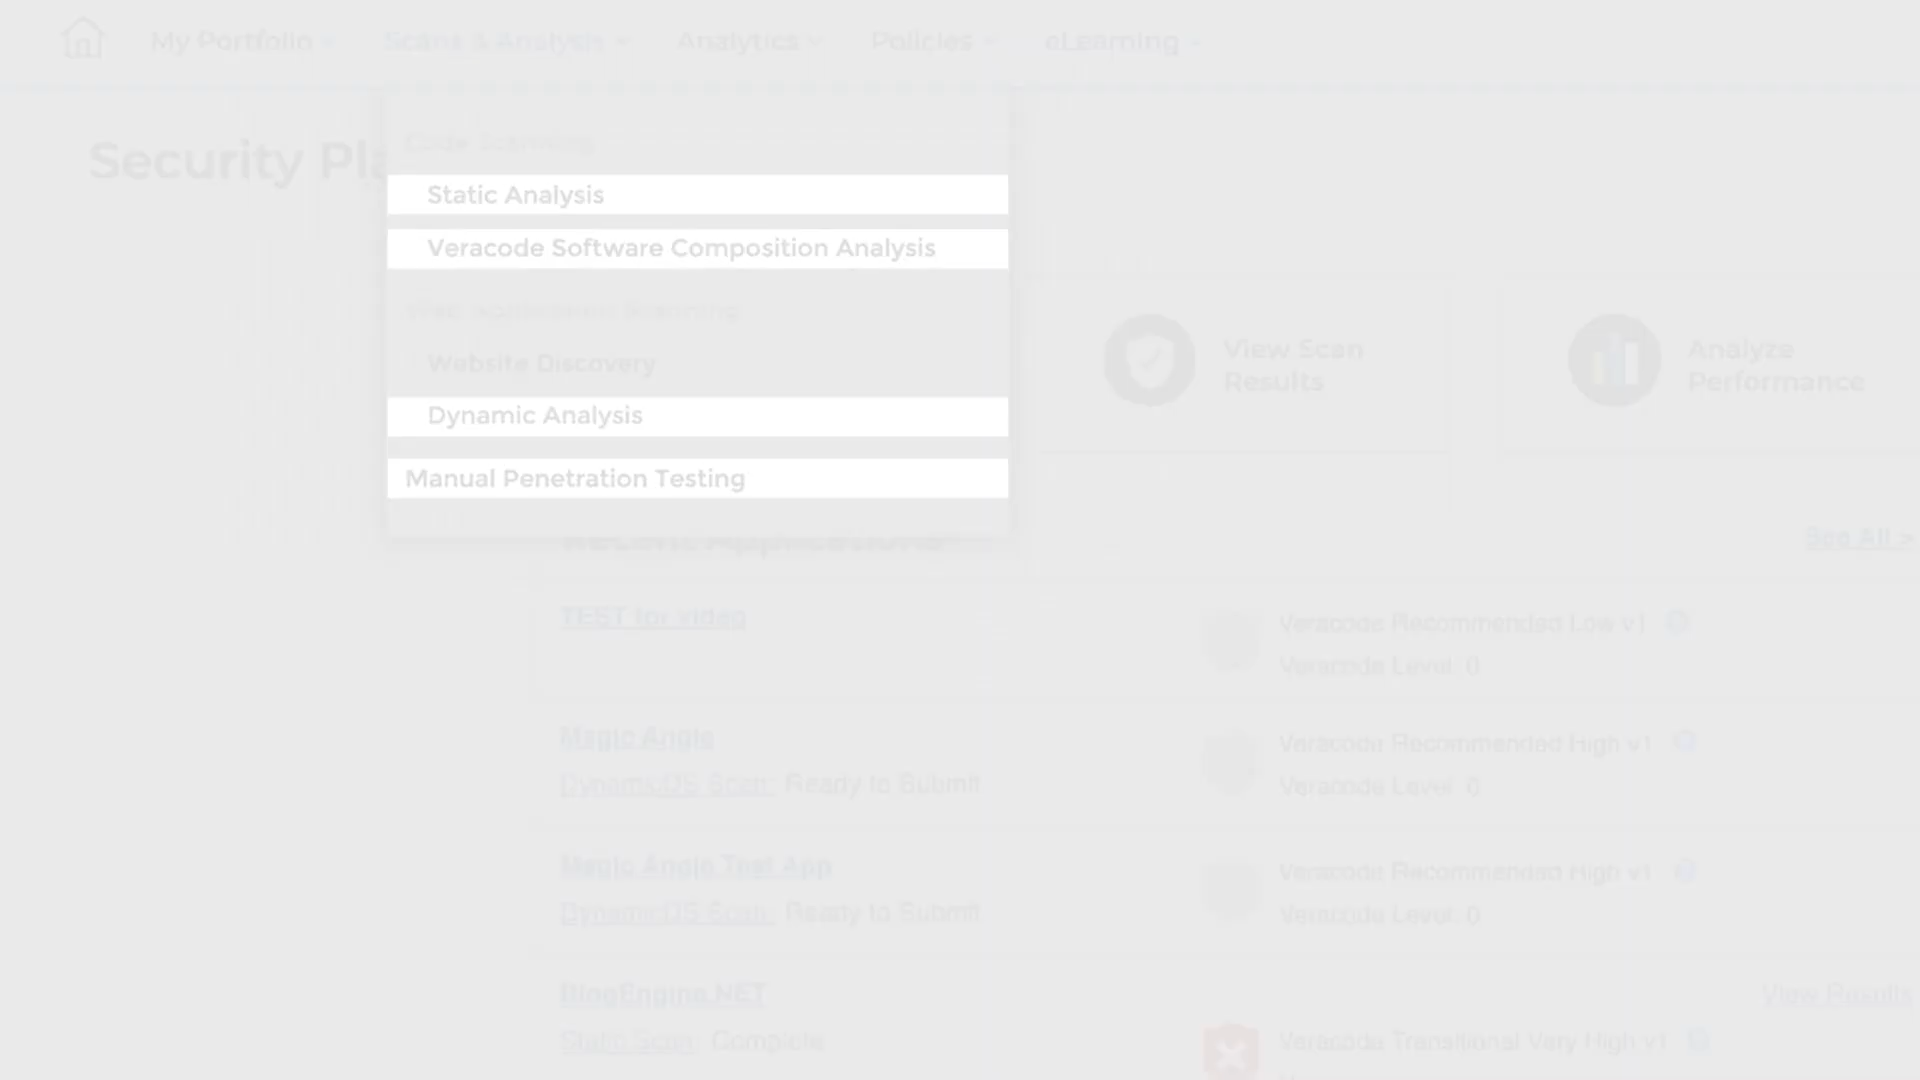 My Portfolio
Scans & Analysis
Analytics
Policies
eLearning
Security Pla
Code Scanning
Static Analysis
Veracode Software Composition Analysis
Web Application Scanning
Website Discovery
Dynamic Analysis
Manual Penetration Testing
View Scan
Results
Analyze
Performance
Recent Applications
See All >
TEST for video
Veracode Recommended Low v1
Veracode Level: 0
Magic Angle
Veracode Recommended High v1
DynamicDS Scan: Ready to Submit
Veracode Level: 0
Magic Angle Test App
Veracode Recommended High v1
DynamicDS Scan: Ready to Submit
Veracode Level: 0
BlogEngine.NET
View Results
Static Scan: Complete
Veracode Transitional Very High v1